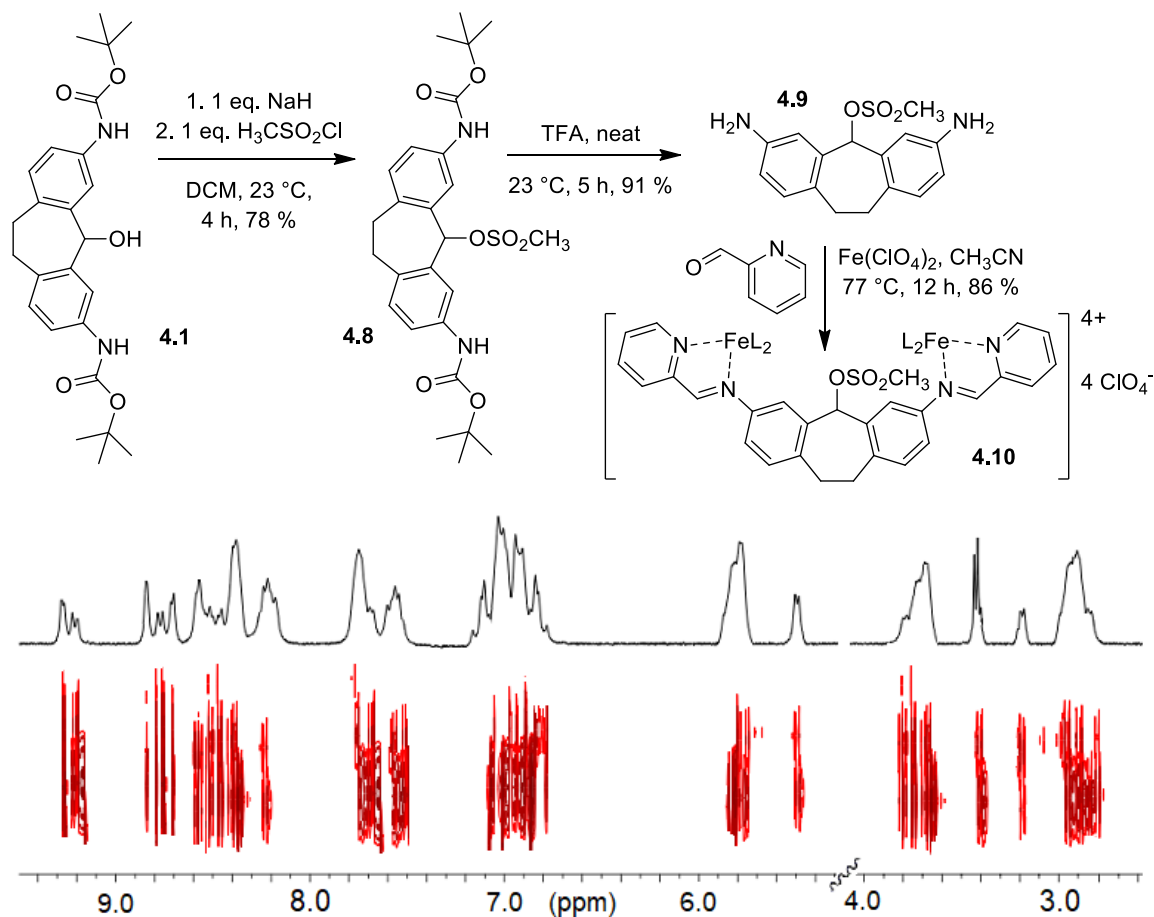 O
O
NH
1. 1 eq. NaH
2. 1 eq. H₃CSO₂Cl
DCM, 23 °C,
4 h, 78 %
OH
NH
O
O
4.1
O
O
NH
OSO₂CH₃
NH
O
O
4.8
TFA, neat
23 °C, 5 h, 91 %
4.9
OSO₂CH₃
H₂N
NH₂
O
N
Fe(ClO₄)₂, CH₃CN
77 °C, 12 h, 86 %
4+
N
FeL₂
L₂Fe
N
4 ClO₄⁻
N
OSO₂CH₃
N
4.10
9.0 8.0 7.0 (ppm) 6.0 4.0 3.0